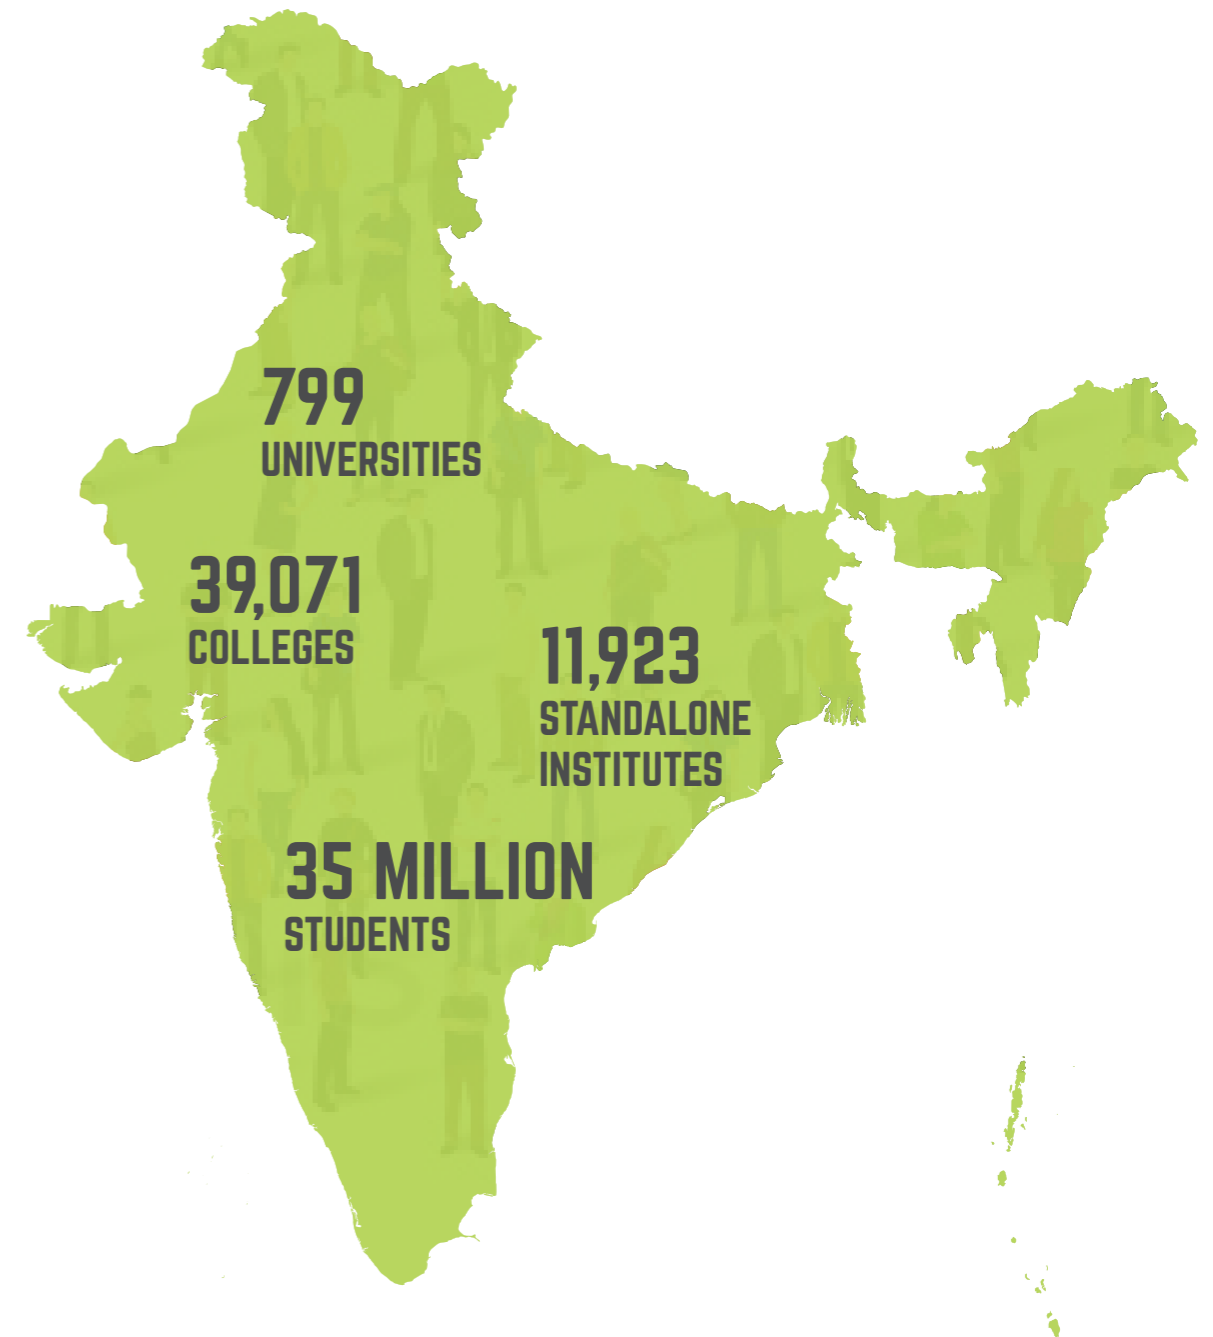 799
UNIVERSITIES
39,071
COLLEGES
11,923
STANDALONE
INSTITUTES
35 MILLION
STUDENTS